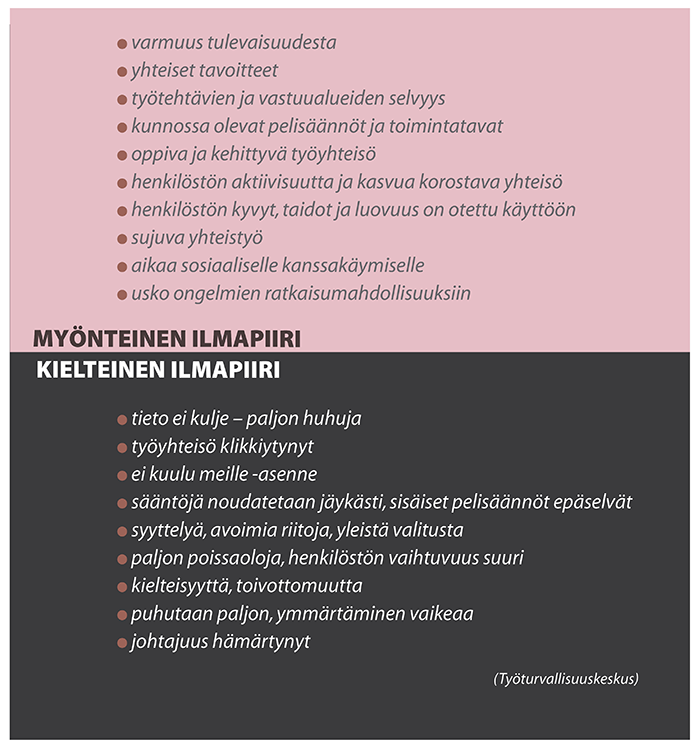 • varmuus tulevaisuudesta
• yhteiset tavoitteet
• työtehtävien ja vastuualueiden selvyys
• kunnossa olevat pelisäännöt ja toimintatavat
• oppiva ja kehittyvä työyhteisö
• henkilöstön aktiivisuutta ja kasvua korostava yhteisö
• henkilöstön kyvyt, taidot ja luovuus on otettu käyttöön
• sujuva yhteistyö
• aikaa sosiaaliselle kanssakäymiselle
• usko ongelmien ratkaisumahdollisuuksiin
MYÖNTEINEN ILMAPIIRI
KIELTEINEN ILMAPIIRI
• tieto ei kulje – paljon huhuja
• työyhteisö klikkiytynyt
• ei kuulu meille -asenne
• sääntöjä noudatetaan jäykästi, sisäiset pelisäännöt epäselvät
• syyttelyä, avoimia riitoja, yleistä valitusta
• paljon poissaoloja, henkilöstön vaihtuvuus suuri
• kielteisyyttä, toivottomuutta
• puhutaan paljon, ymmärtäminen vaikeaa
• johtajuus hämärtynyt
(Työturvallisuuskeskus)